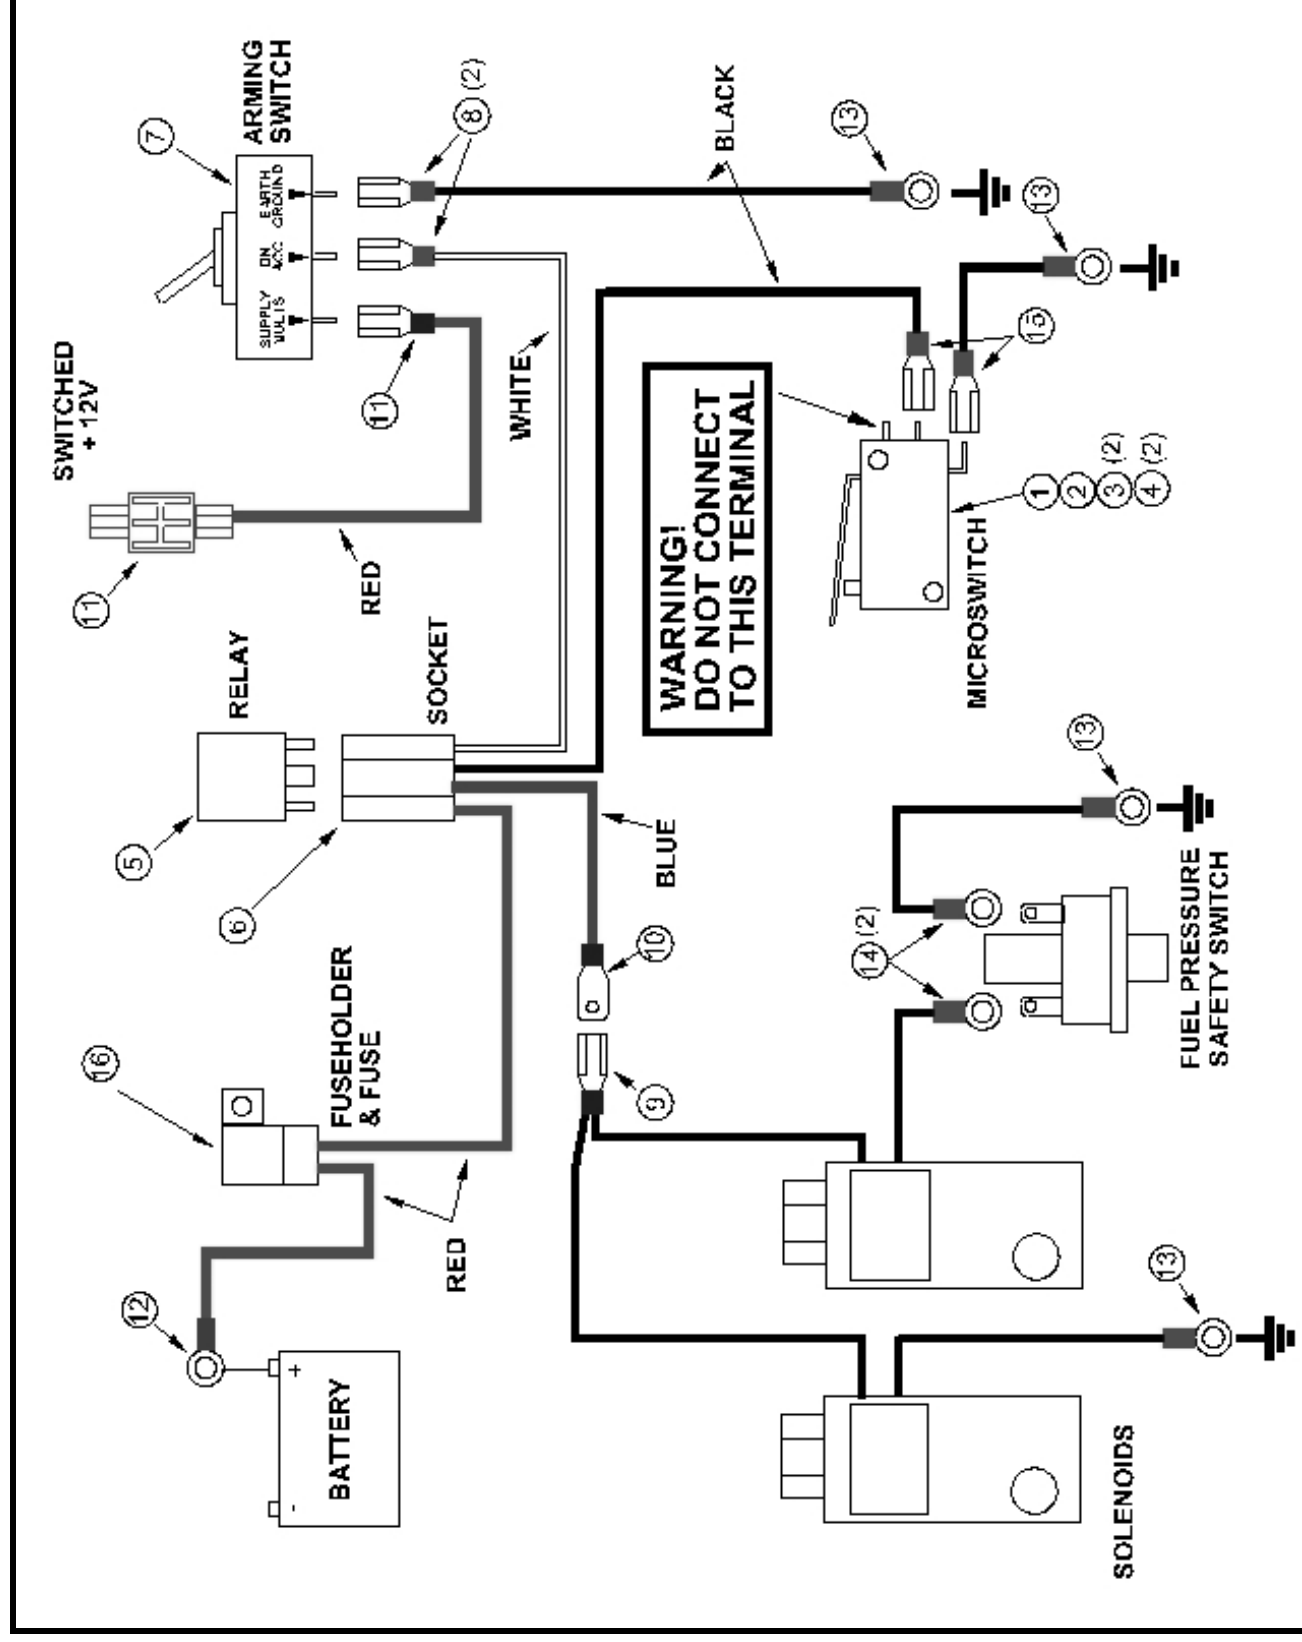 BATTERY
+
-
12
16
FUSEHOLDER
& FUSE
RED
5
RELAY
6
SOCKET
11
SWITCHED
+ 12V
RED
11
7
ARMING
SWITCH
SUPPLY
VOLTS
ON
ACC
EARTH
GROUND
8 (2)
WHITE
BLACK
13
13
15
WARNING!
DO NOT CONNECT
TO THIS TERMINAL
MICROSWITCH
1
2
3 (2)
4 (2)
BLUE
10
9
14 (2)
13
FUEL PRESSURE
SAFETY SWITCH
13
SOLENOIDS